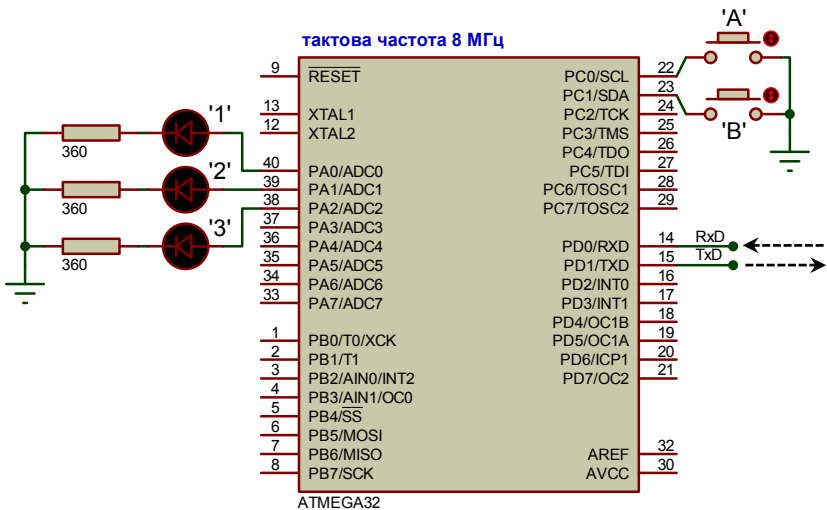 тактова частота 8 МГц
'A'
'B'
'1'
360
'2'
360
'3'
360
9 RESET
13 XTAL1
12 XTAL2
40 PA0/ADC0
39 PA1/ADC1
38 PA2/ADC2
37 PA3/ADC3
36 PA4/ADC4
35 PA5/ADC5
34 PA6/ADC6
33 PA7/ADC7
1 PB0/T0/XCK
2 PB1/T1
3 PB2/AIN0/INT2
4 PB3/AIN1/OC0
5 PB4/SS
6 PB5/MOSI
7 PB6/MISO
8 PB7/SCK
PC0/SCL 22
PC1/SDA 23
PC2/TCK 24
PC3/TMS 25
PC4/TDO 26
PC5/TDI 27
PC6/TOSC1 28
PC7/TOSC2 29
PD0/RXD 14 RxD
PD1/TXD 15 TxD
PD2/INT0 16
PD3/INT1 17
PD4/OC1B 18
PD5/OC1A 19
PD6/ICP1 20
PD7/OC2 21
AREF 32
AVCC 30
ATMEGA32